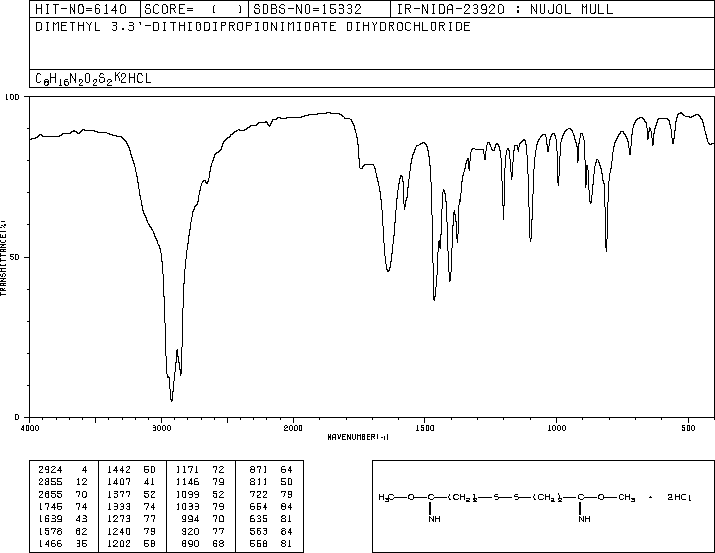 HIT-NO=6140 SCORE= ( ) SDBS-NO=15332 IR-NIDA-23920 : NUJOL MULL
DIMETHYL 3.3'-DITHIODIPROPIONIMIDATE DIHYDROCHLORIDE
C8H16N2O2S2K2HCL
100
50
0
TRANSMITTANCE(%)
4000 3000 2000 1500 1000 500
WAVENUMBER(-1)
2924 4 1442 50 1171 72 871 64
2855 12 1407 41 1146 79 811 50
2655 70 1377 52 1099 52 722 79
1745 74 1333 74 1033 79 654 84
1639 43 1273 77 994 70 635 81
1576 62 1240 79 920 77 563 84
1466 35 1202 59 890 68 558 81
H3C—O—C—(CH2)2—S—S—(CH2)2—C—O—CH3 · 2HCl
NH NH